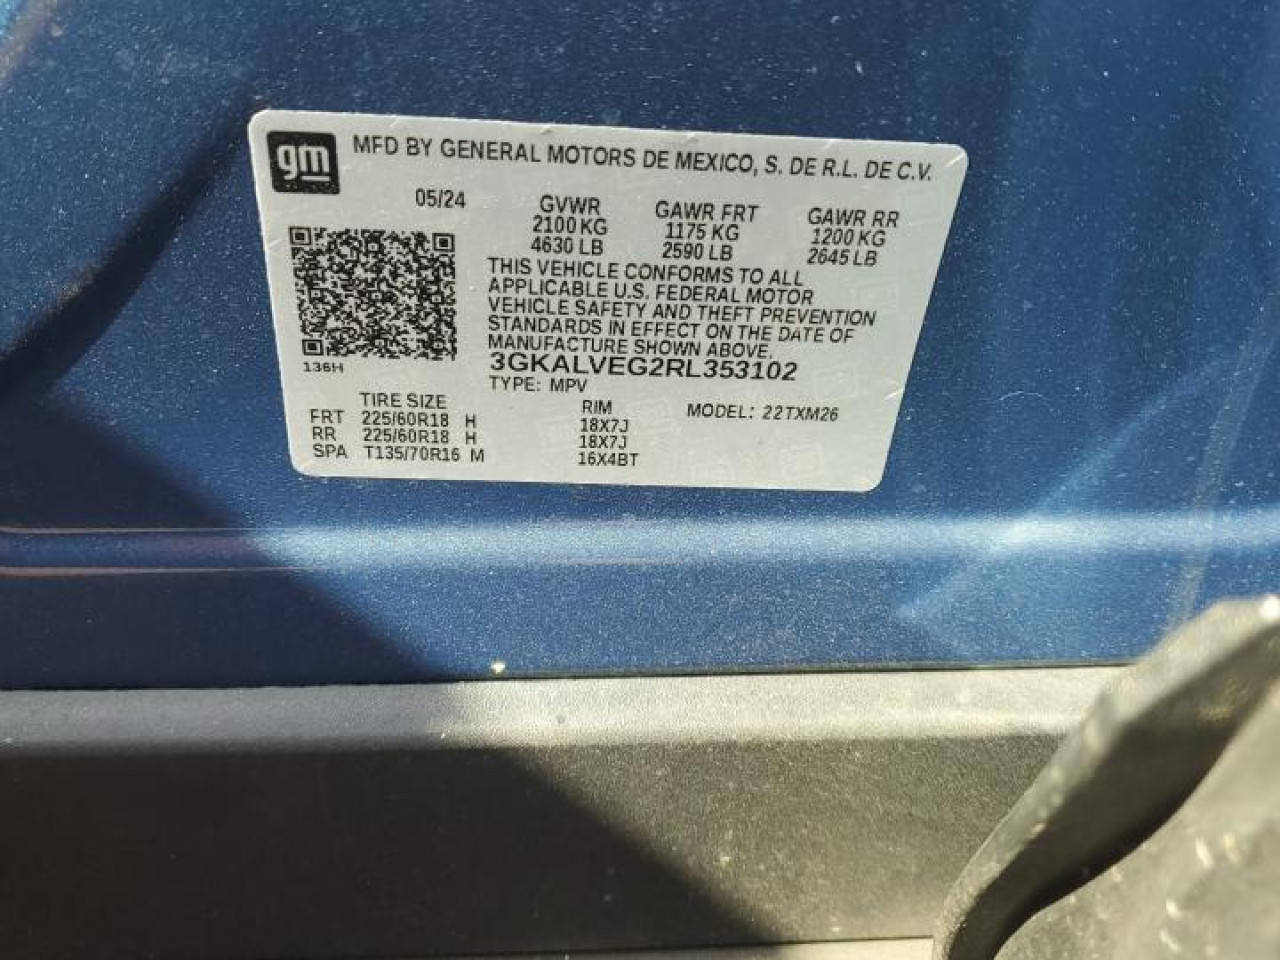 gm MFD BY GENERAL MOTORS DE MEXICO, S. DE R.L. DE C.V.
05/24 GVWR GAWR FRT GAWR RR
2100 KG 1175 KG 1200 KG
4630 LB 2590 LB 2645 LB
THIS VEHICLE CONFORMS TO ALL
APPLICABLE U.S. FEDERAL MOTOR
VEHICLE SAFETY AND THEFT PREVENTION
STANDARDS IN EFFECT ON THE DATE OF
MANUFACTURE SHOWN ABOVE.
136H
3GKALVEG2RL353102
TYPE: MPV
TIRE SIZE RIM MODEL: 22TXM26
FRT 225/60R18 H 18X7J
RR 225/60R18 H 18X7J
SPA T135/70R16 M 16X4BT